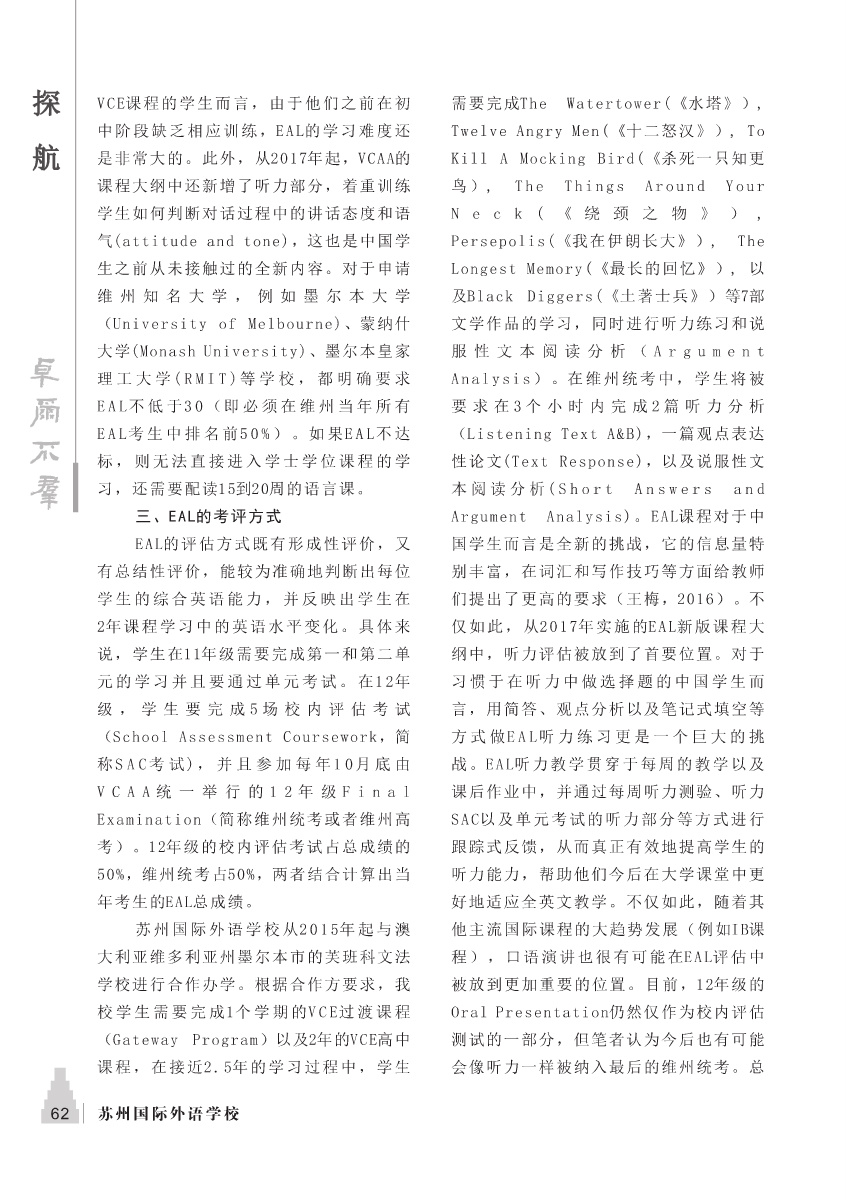 探
航
卓
尔
不
群
VCE课程的学生而言，由于他们之前在初
中阶段缺乏相应训练，EAL的学习难度还
是非常大的。此外，从2017年起，VCAA的
课程大纲中还新增了听力部分，着重训练
学生如何判断对话过程中的讲话态度和语
气(attitude and tone)，这也是中国学
生之前从未接触过的全新内容。对于申请
维州知名大学，例如墨尔本大学
（University of Melbourne)、蒙纳什
大学(Monash University)、墨尔本皇家
理工大学(RMIT)等学校，都明确要求
EAL不低于30（即必须在维州当年所有
EAL考生中排名前50%）。如果EAL不达
标，则无法直接进入学士学位课程的学
习，还需要配读15到20周的语言课。
三、EAL的考评方式
EAL的评估方式既有形成性评价，又
有总结性评价，能较为准确地判断出每位
学生的综合英语能力，并反映出学生在
2年课程学习中的英语水平变化。具体来
说，学生在11年级需要完成第一和第二单
元的学习并且要通过单元考试。在12年
级，学生要完成5场校内评估考试
（School Assessment Coursework，简
称SAC考试)，并且参加每年10月底由
VCAA统一举行的12年级Final
Examination（简称维州统考或者维州高
考）。12年级的校内评估考试占总成绩的
50%，维州统考占50%，两者结合计算出当
年考生的EAL总成绩。
苏州国际外语学校从2015年起与澳
大利亚维多利亚州墨尔本市的芙班科文法
学校进行合作办学。根据合作方要求，我
校学生需要完成1个学期的VCE过渡课程
（Gateway Program）以及2年的VCE高中
课程，在接近2.5年的学习过程中，学生
需要完成The Watertower(《水塔》），
Twelve Angry Men(《十二怒汉》），To
Kill A Mocking Bird(《杀死一只知更
鸟》），The Things Around Your
Neck(《绕颈之物》），
Persepolis(《我在伊朗长大》），The
Longest Memory(《最长的回忆》），以
及Black Diggers(《土著士兵》）等7部
文学作品的学习，同时进行听力练习和说
服性文本阅读分析（Argument
Analysis）。在维州统考中，学生将被
要求在3个小时内完成2篇听力分析
（Listening Text A&B)，一篇观点表达
性论文(Text Response)，以及说服性文
本阅读分析(Short Answers and
Argument Analysis)。EAL课程对于中
国学生而言是全新的挑战，它的信息量特
别丰富，在词汇和写作技巧等方面给教师
们提出了更高的要求（王梅，2016）。不
仅如此，从2017年实施的EAL新版课程大
纲中，听力评估被放到了首要位置。对于
习惯于在听力中做选择题的中国学生而
言，用简答、观点分析以及笔记式填空等
方式做EAL听力练习更是一个巨大的挑
战。EAL听力教学贯穿于每周的教学以及
课后作业中，并通过每周听力测验、听力
SAC以及单元考试的听力部分等方式进行
跟踪式反馈，从而真正有效地提高学生的
听力能力，帮助他们今后在大学课堂中更
好地适应全英文教学。不仅如此，随着其
他主流国际课程的大趋势发展（例如IB课
程），口语演讲也很有可能在EAL评估中
被放到更加重要的位置。目前，12年级的
Oral Presentation仍然仅作为校内评估
测试的一部分，但笔者认为今后也有可能
会像听力一样被纳入最后的维州统考。总
62
苏州国际外语学校